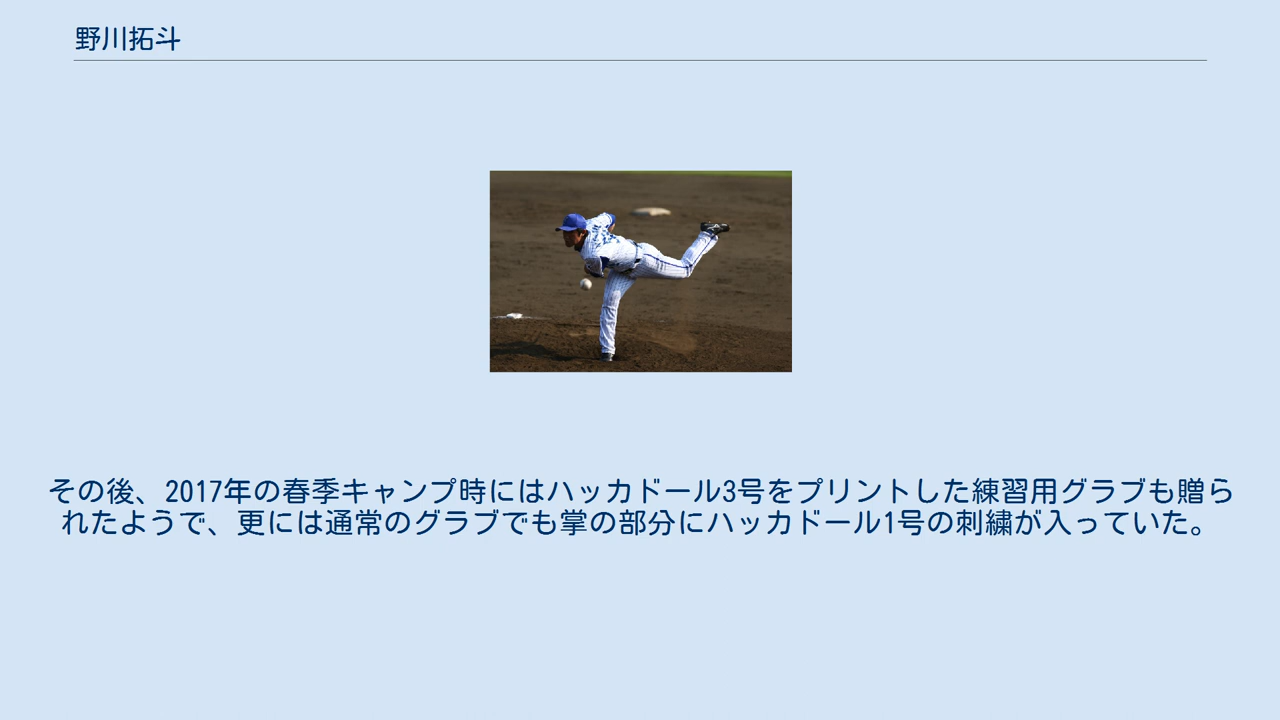 野川拓斗
その後、2017年の春季キャンプ時にはハッカドール3号をプリントした練習用グラブも贈ら
れたようで、更には通常のグラブでも掌の部分にハッカドール1号の刺繍が入っていた。